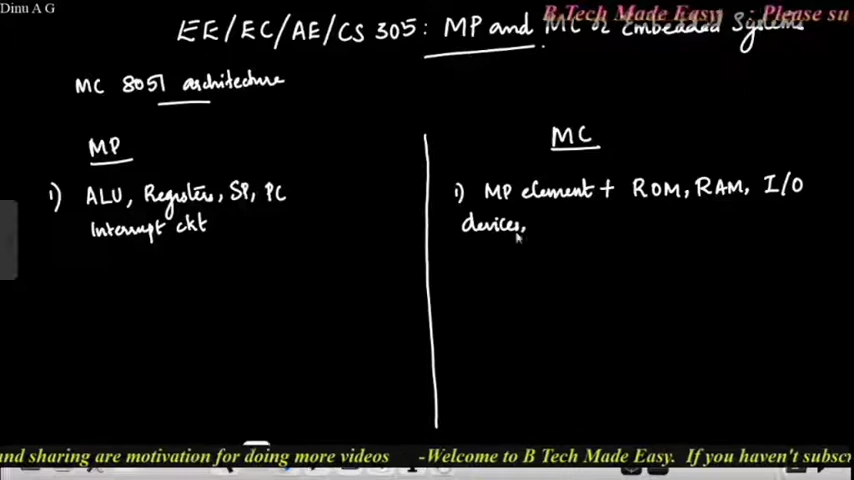 Dinu A G
B.Tech Made Easy : Please su
EE/EC/AE/CS 305: MP and MC & Embedded Systems
MC 8051 architecture
MP
1) ALU, Registers, SP, PC
Interrupt ckt
MC
1) MP element + ROM, RAM, I/O
devices,
and sharing are motivation for doing more videos -Welcome to B Tech Made Easy. If you haven't subscr